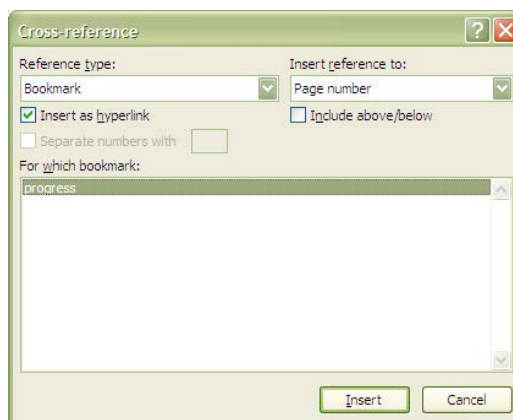 Cross-reference
Reference type:
Insert reference to:
Bookmark
Page number
Insert as hyperlink
Include above/below
Separate numbers with
For which bookmark:
progress
Insert
Cancel